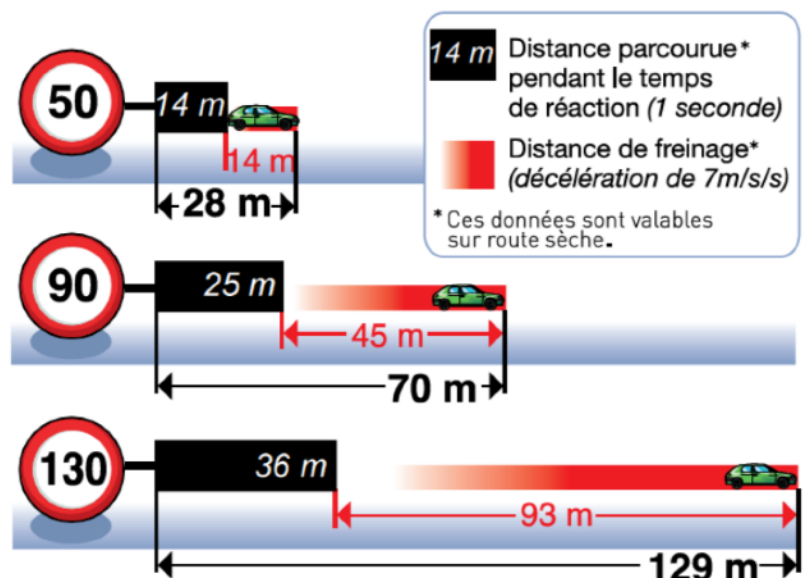 50
14 m
14 m
28 m
14 m
Distance parcourue*
pendant le temps
de réaction (1 seconde)
Distance de freinage*
(décélération de 7m/s/s)
* Ces données sont valables
sur route sèche.
90
25 m
45 m
70 m
130
36 m
93 m
129 m